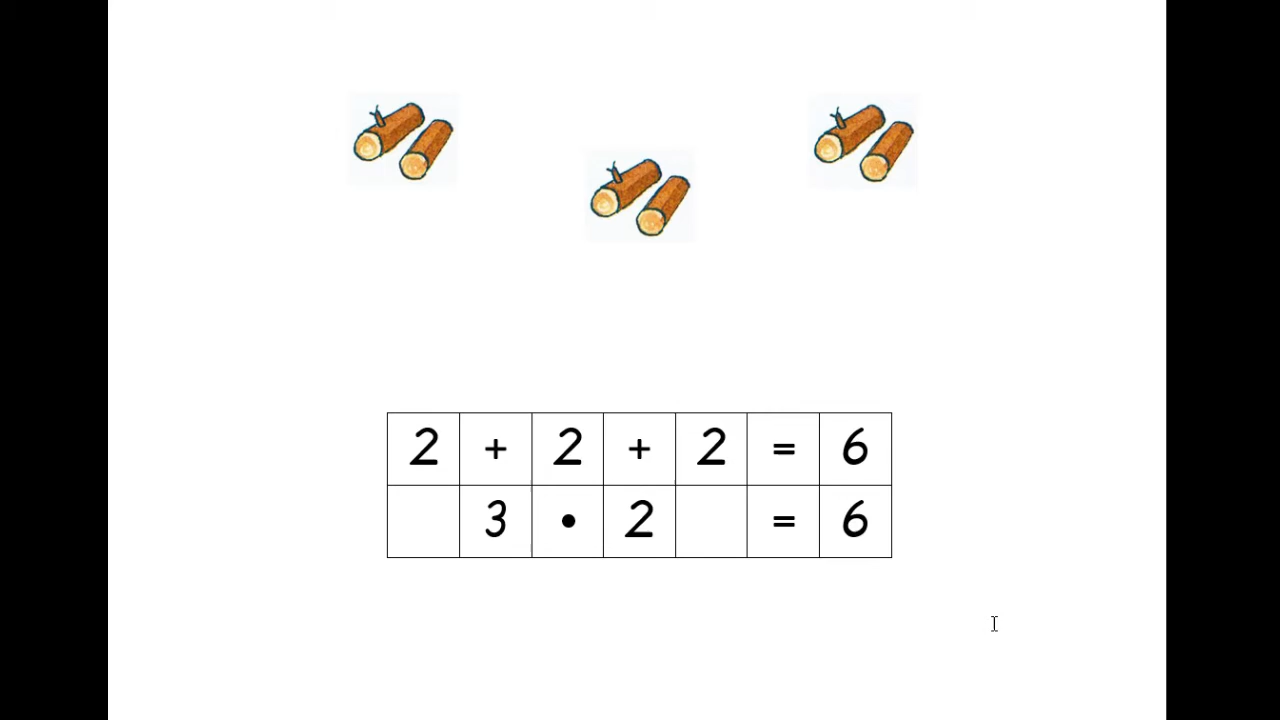 2 + 2 + 2 = 6
3 • 2 = 6